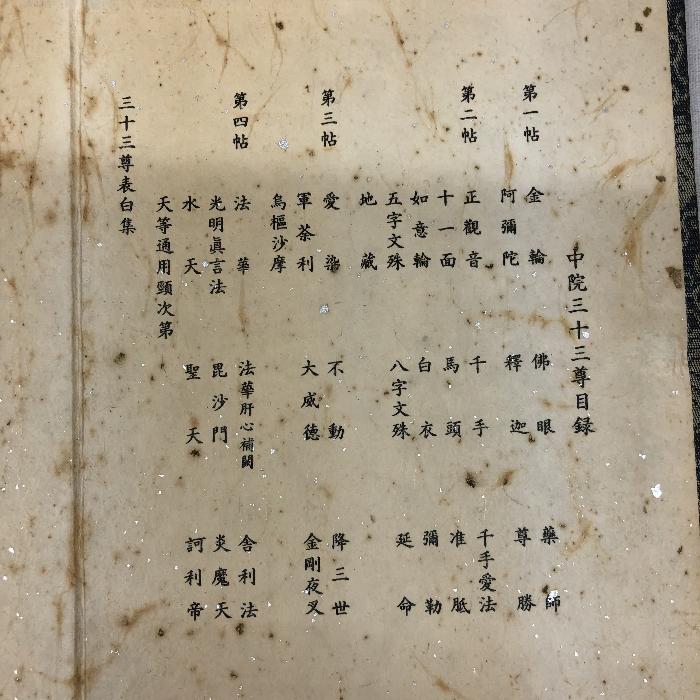 中院三十三尊目録
第一帖 金輪 佛眼 藥師
阿彌陀 釋迦 尊勝
第二帖 正觀音 千手 千手愛法
十一面 馬頭 准胝
如意輪 白衣 彌勒
五字文殊 八字文殊 延命
地藏
第三帖 愛染 不動 降三世
軍荼利 大威德 金剛夜叉
烏樞沙摩
第四帖 法華 法華肝心補闕 舍利法
光明眞言法 毘沙門 炎魔天
水天 聖天 訶利帝
天等通用頸次第
三十三尊表白集